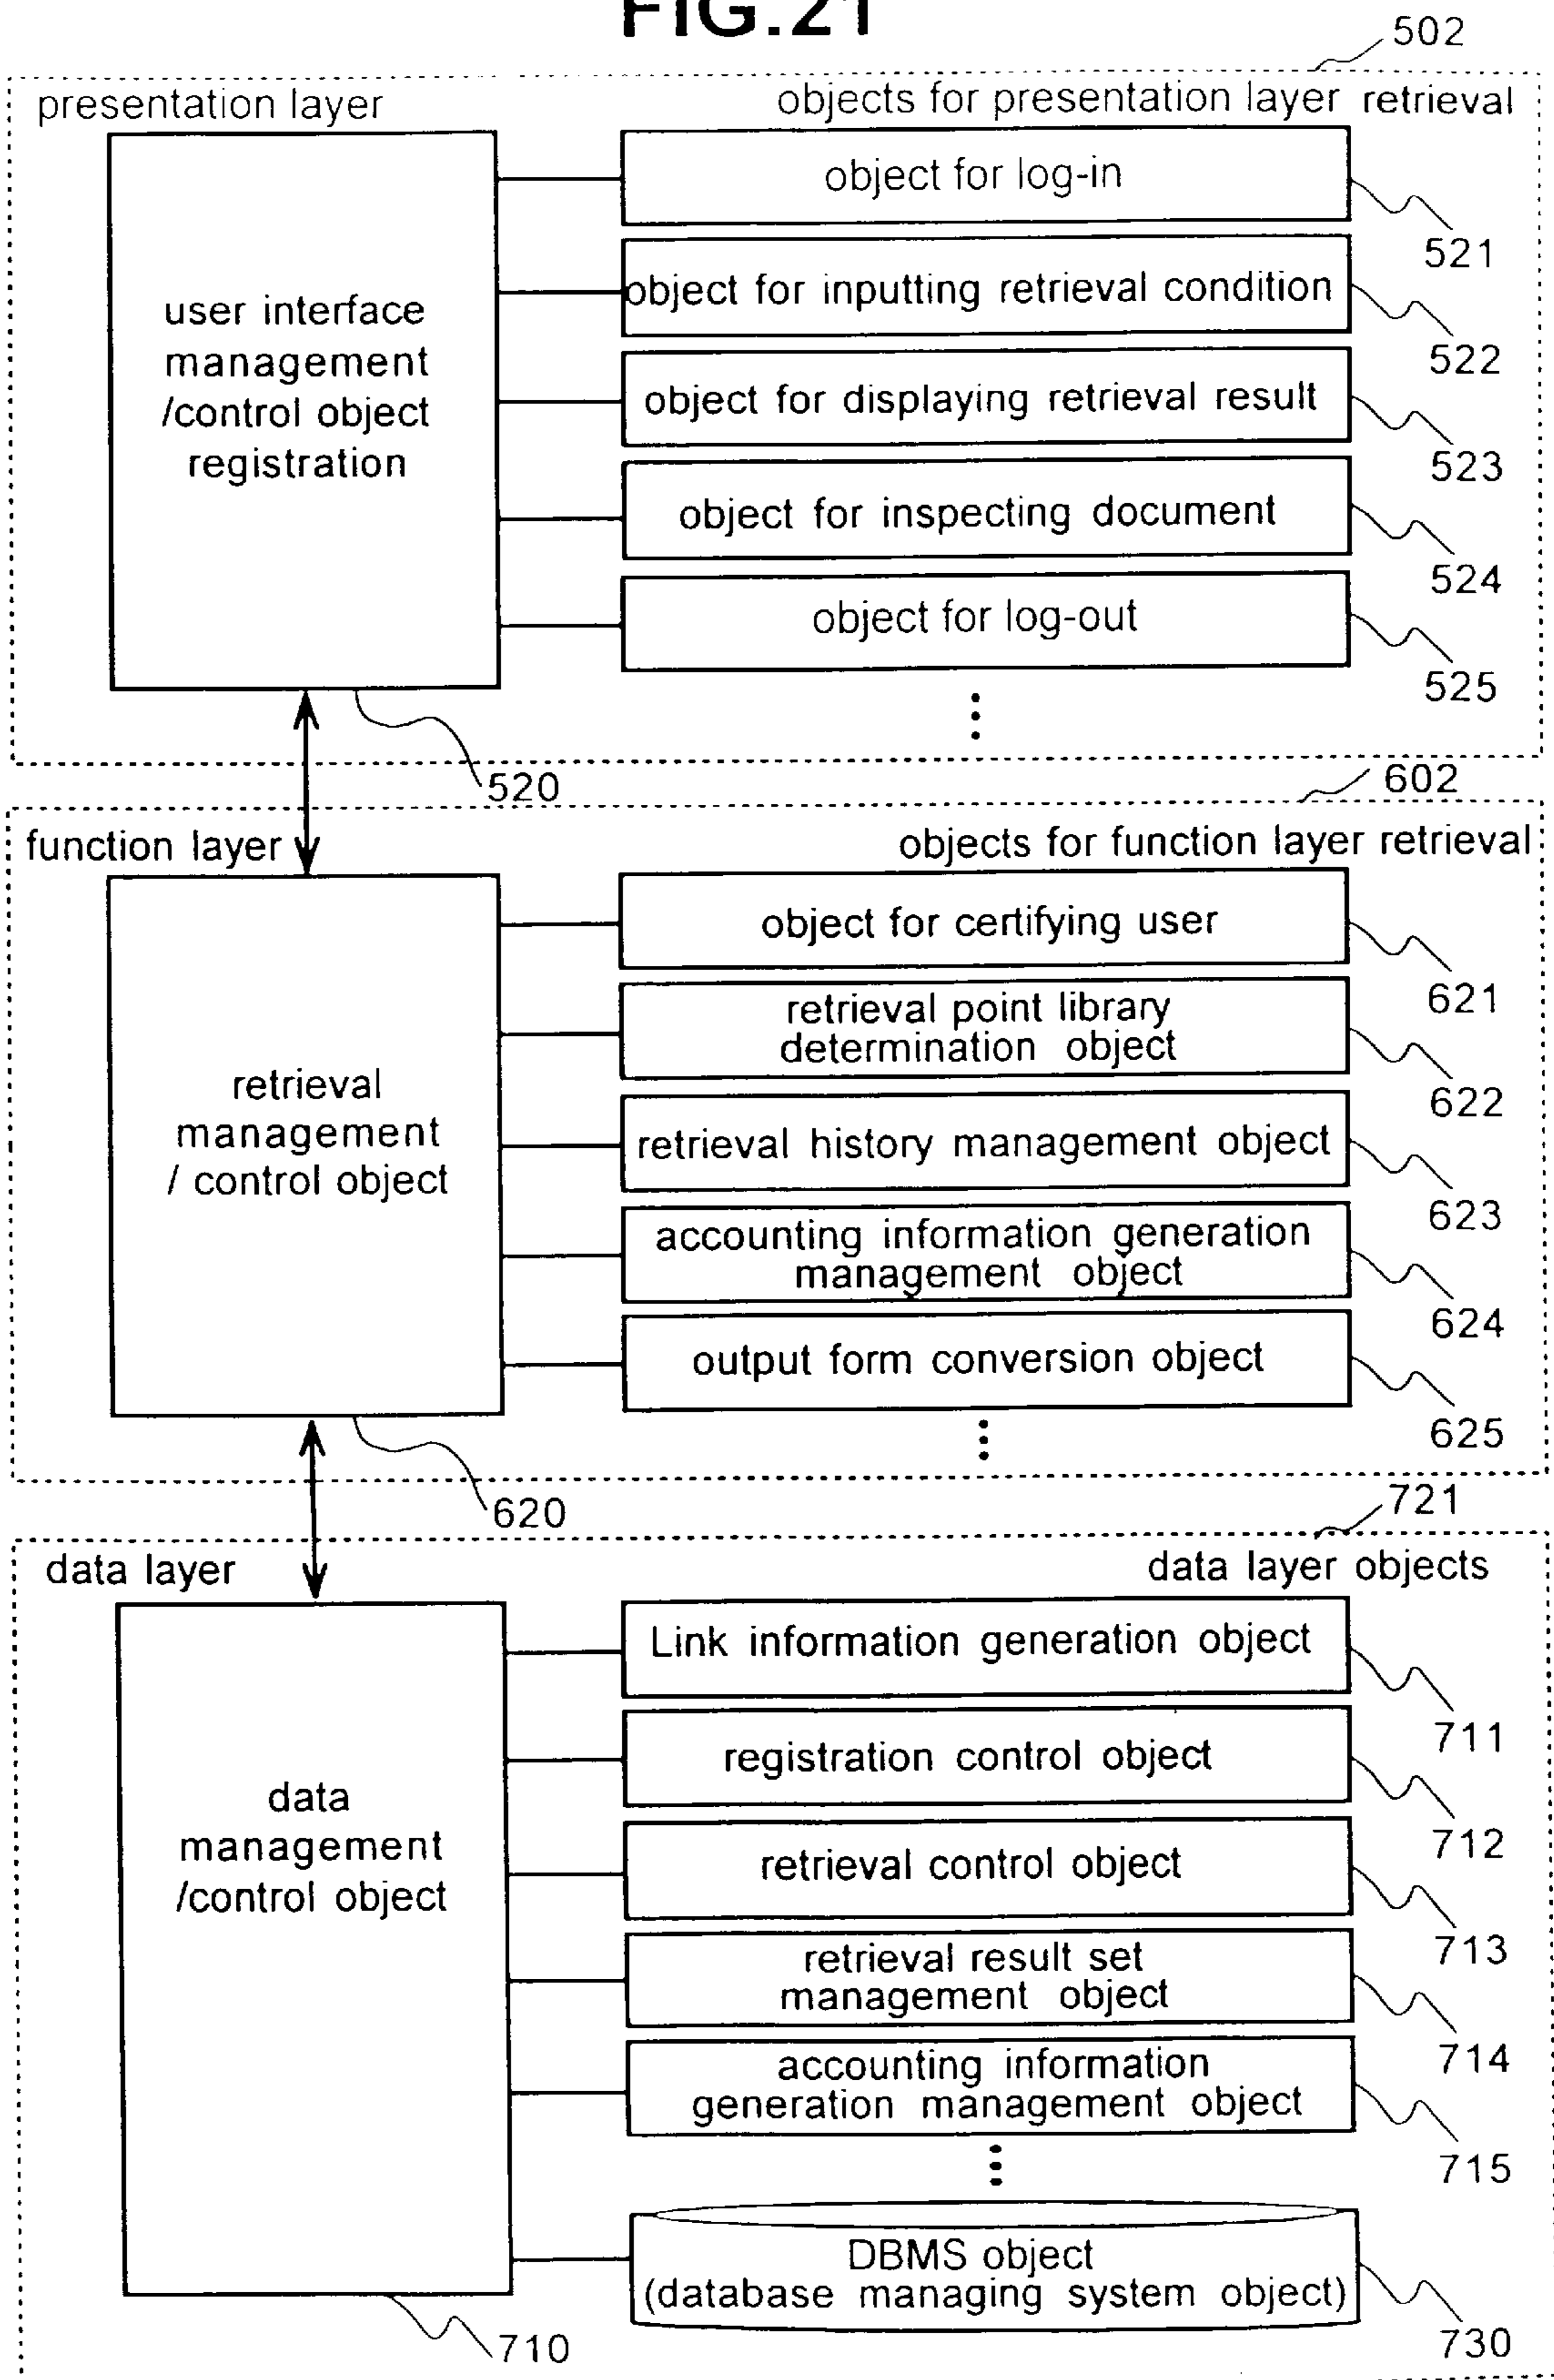 FIG.21
502
presentation layer
objects for presentation layer retrieval
user interface
management
/control object
registration
object for log-in
521
object for inputting retrieval condition
522
object for displaying retrieval result
523
object for inspecting document
524
object for log-out
525
520
602
function layer
objects for function layer retrieval
retrieval
management
/ control object
object for certifying user
621
retrieval point library
determination object
622
retrieval history management object
623
accounting information generation
management object
624
output form conversion object
625
620
721
data layer
data layer objects
data
management
/control object
Link information generation object
711
registration control object
712
retrieval control object
713
retrieval result set
management object
714
accounting information
generation management object
715
DBMS object
(database managing system object)
730
710